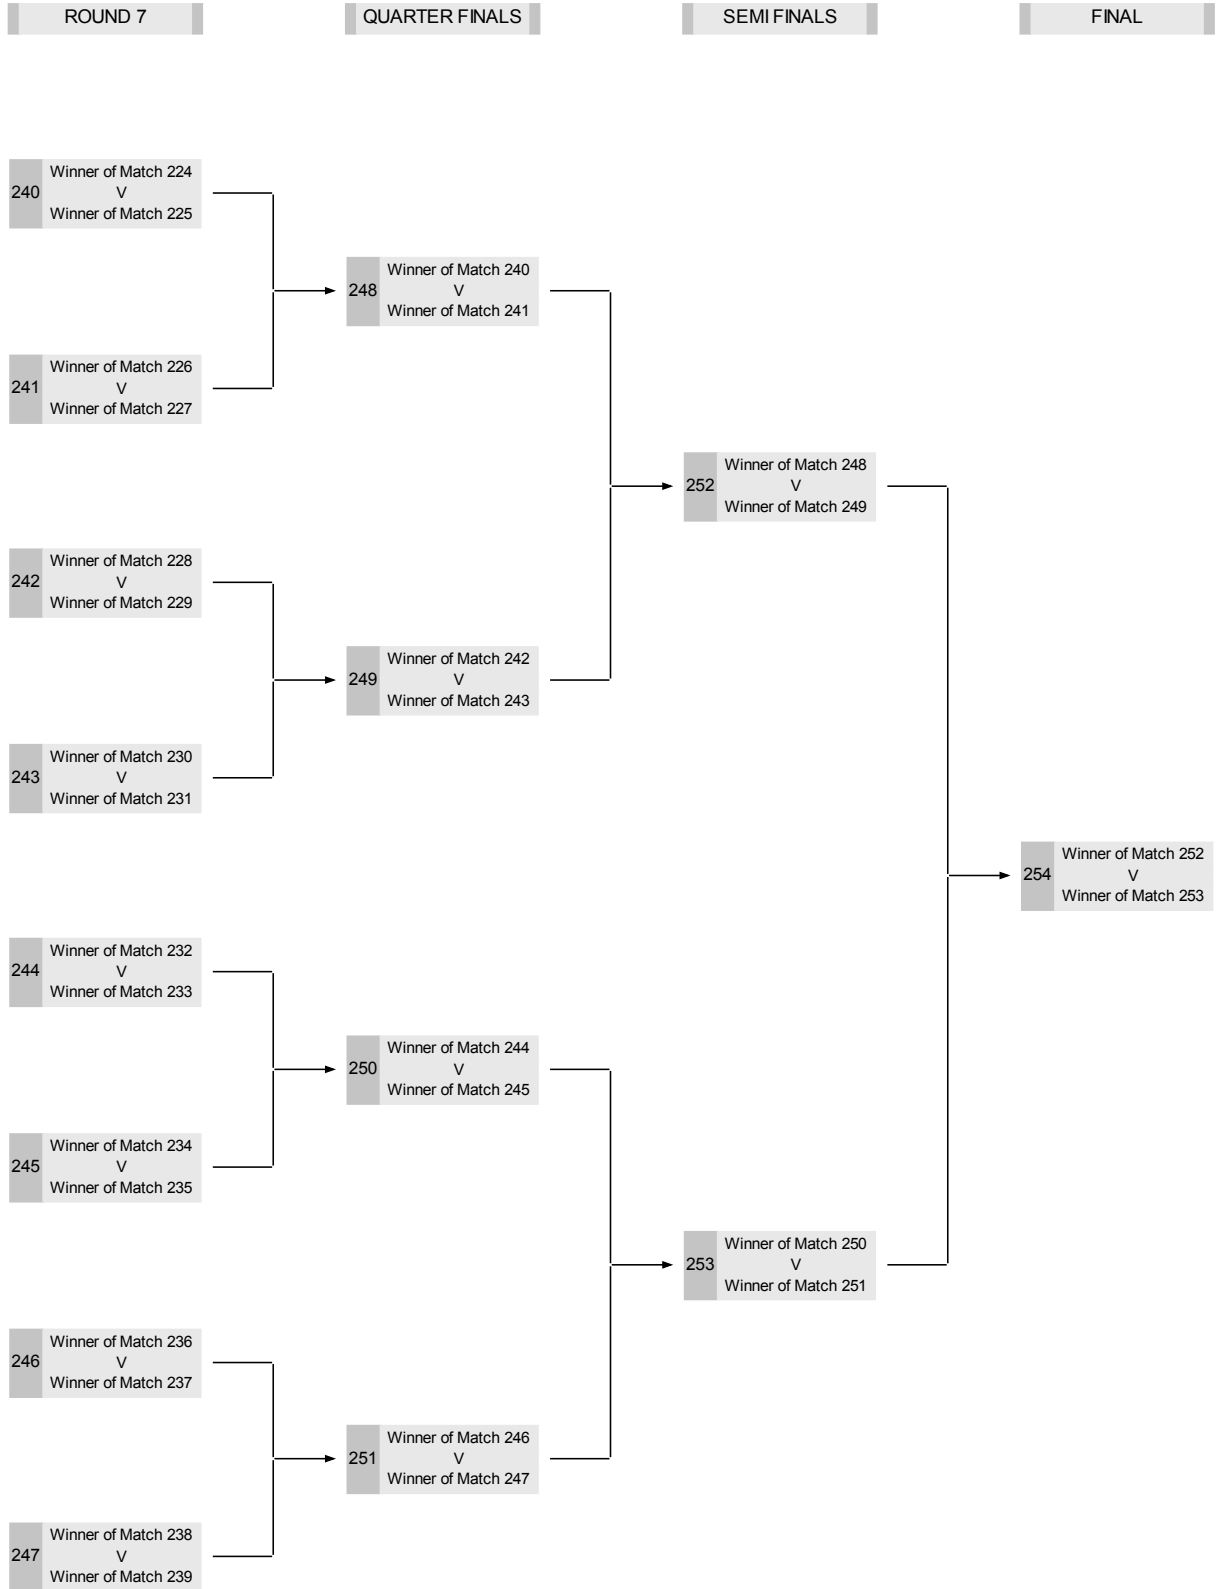 ROUND 7
QUARTER FINALS
SEMI FINALS
FINAL
240
Winner of Match 224
V
Winner of Match 225
241
Winner of Match 226
V
Winner of Match 227
242
Winner of Match 228
V
Winner of Match 229
243
Winner of Match 230
V
Winner of Match 231
244
Winner of Match 232
V
Winner of Match 233
245
Winner of Match 234
V
Winner of Match 235
246
Winner of Match 236
V
Winner of Match 237
247
Winner of Match 238
V
Winner of Match 239
248
Winner of Match 240
V
Winner of Match 241
249
Winner of Match 242
V
Winner of Match 243
250
Winner of Match 244
V
Winner of Match 245
251
Winner of Match 246
V
Winner of Match 247
252
Winner of Match 248
V
Winner of Match 249
253
Winner of Match 250
V
Winner of Match 251
254
Winner of Match 252
V
Winner of Match 253